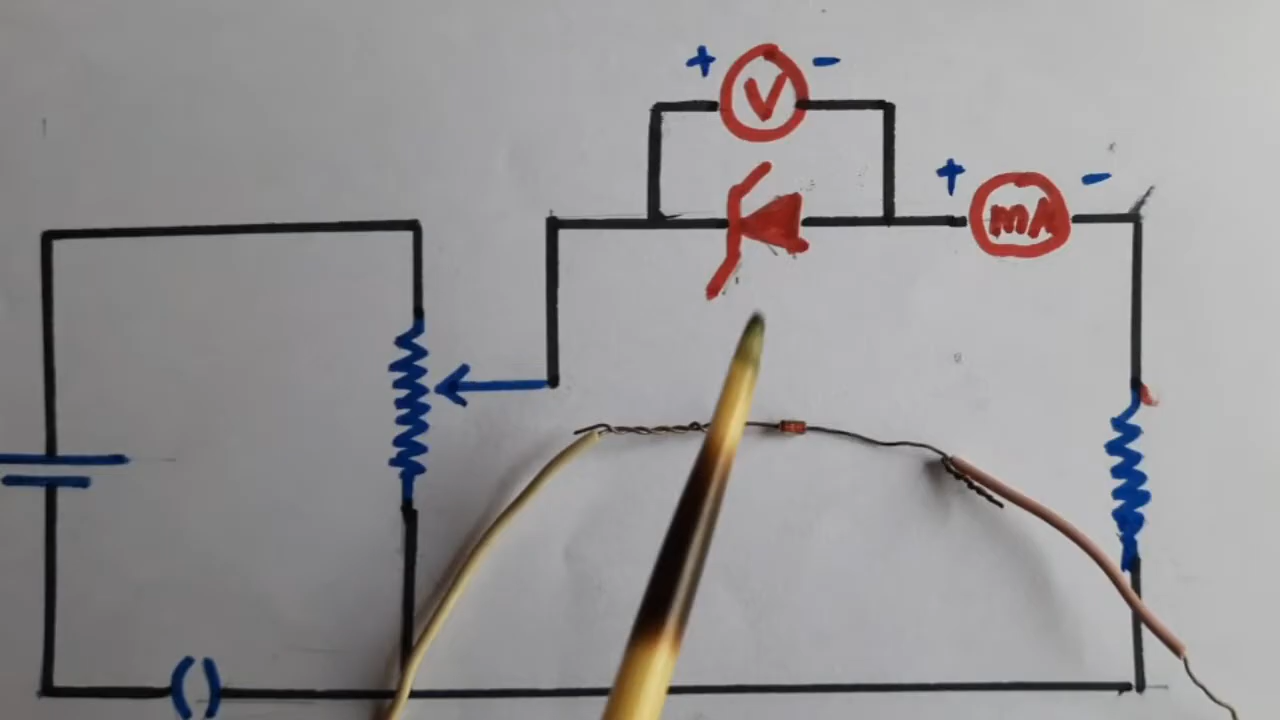 + V -
+ mA -